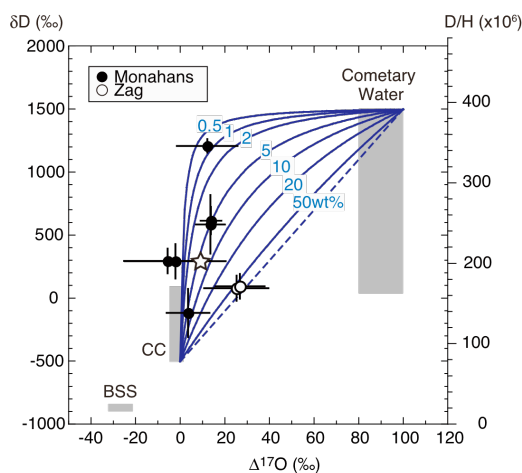 δD (‰)
D/H (x10⁶)
2000
1500
1000
500
0
-500
-1000
400
300
200
100
0
Monahans
Zag
Cometary
Water
0.5
1
2
5
10
20
50wt%
CC
BSS
-40
-20
0
20
40
60
80
100
120
Δ¹⁷O (‰)